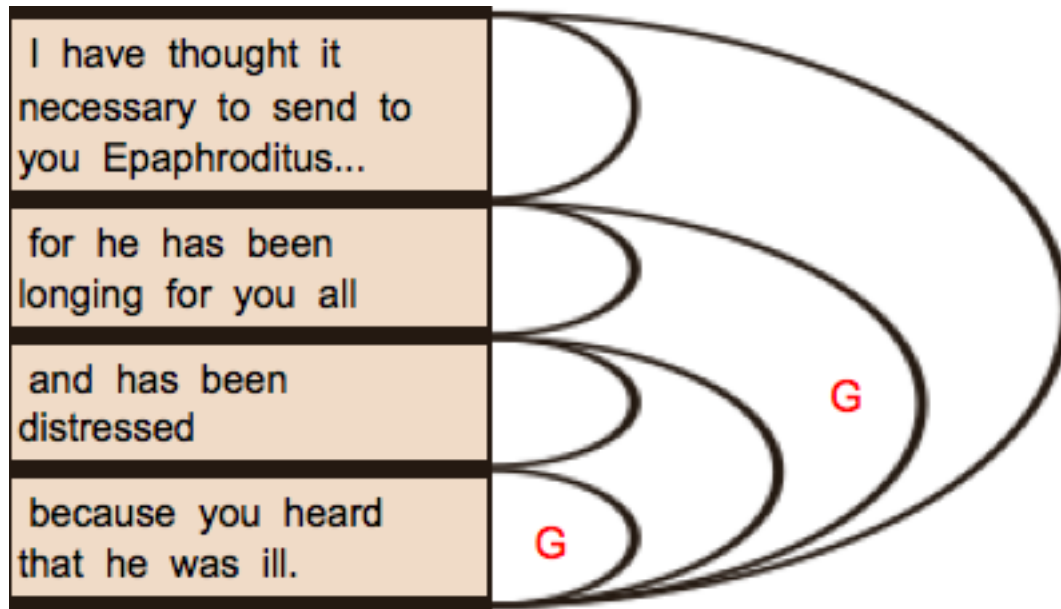 I have thought it
necessary to send to
you Epaphroditus...
for he has been
longing for you all
and has been
distressed
G
because you heard
that he was ill.
G